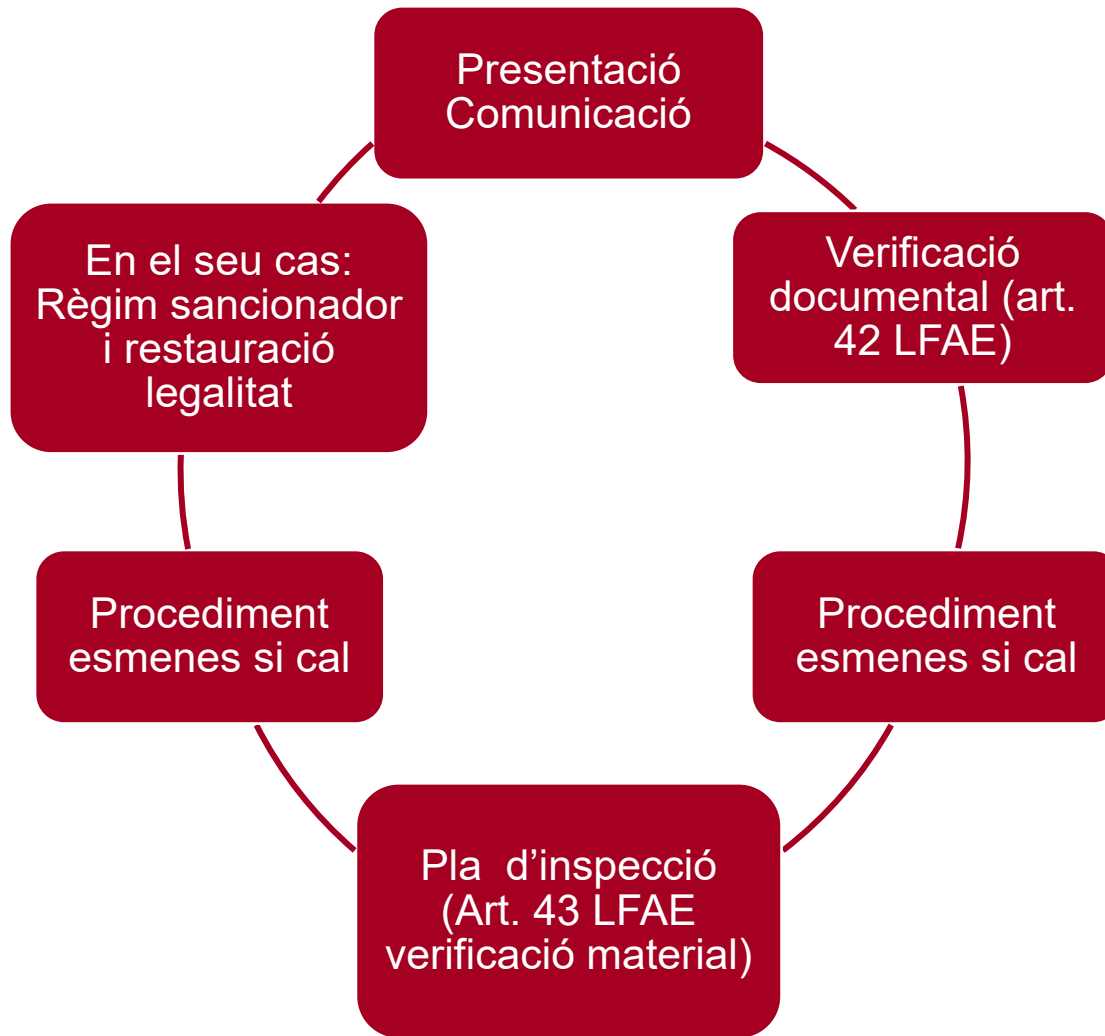 Presentació
Comunicació
Verificació
documental (art.
42 LFAE)
Procediment
esmenes si cal
Pla  d’inspecció
(Art. 43 LFAE
verificació material)
Procediment
esmenes si cal
En el seu cas:
Règim sancionador
i restauració
legalitat